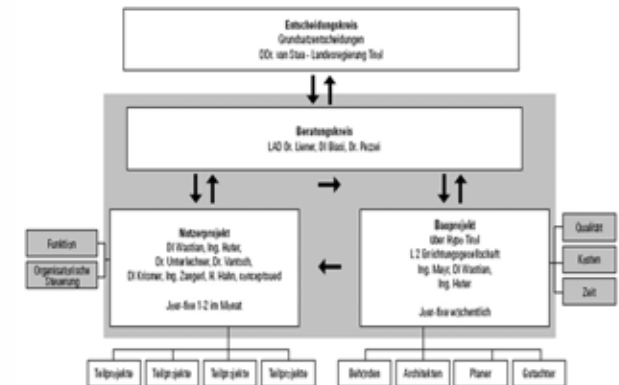 Entscheidungskreis
Grundsatzentscheidungen
DDr. van Staa - Landesregierung Tirol
Beratungskreis
LAD Dr. Liener, DI Biasi, Dr. Pezzei
Nutzerprojekt
DI Wastian, Ing. Huter,
Dr. Unterlechner, Dr. Vantsch,
DI Krismer, Ing. Zangerl, H. Hahn, conceptsued
Jour-fixe 1-2 im Monat
Bauprojekt
über Hypo Tirol
L2 Errichtungsgesellschaft
Ing. Mayr, DI Wastian,
Ing. Huter
Jour-fixe wöchentlich
Funktion
Organisatorische
Steuerung
Qualität
Kosten
Zeit
Teilprojekte Teilprojekte Teilprojekte Teilprojekte
Behörden Architekten Planer Gutachter